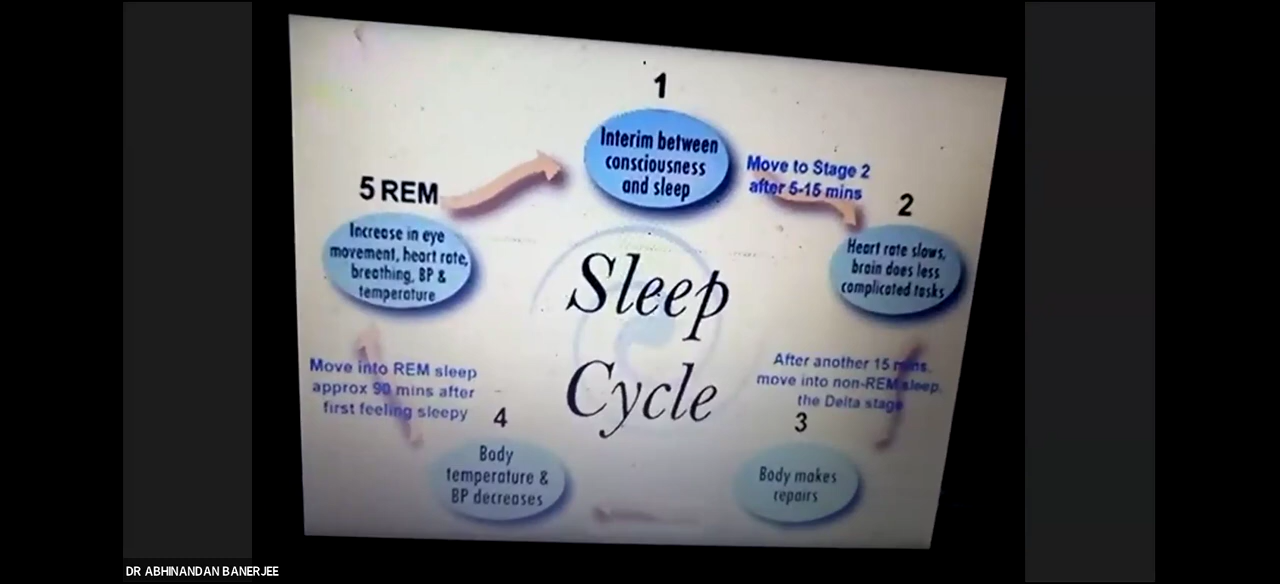 1
Interim between
consciousness
and sleep
Move to Stage 2
after 5-15 mins
2
Heart rate slows,
brain does less
complicated tasks
After another 15 mins.
move into non-REM sleep,
the Delta stage
3
Body makes
repairs
4
Body
temperature &
BP decreases
Move into REM sleep
approx 90 mins after
first feeling sleepy
5 REM
Increase in eye
movement, heart rate,
breathing, BP &
temperature
Sleep
Cycle
DR ABHINANDAN BANERJEE